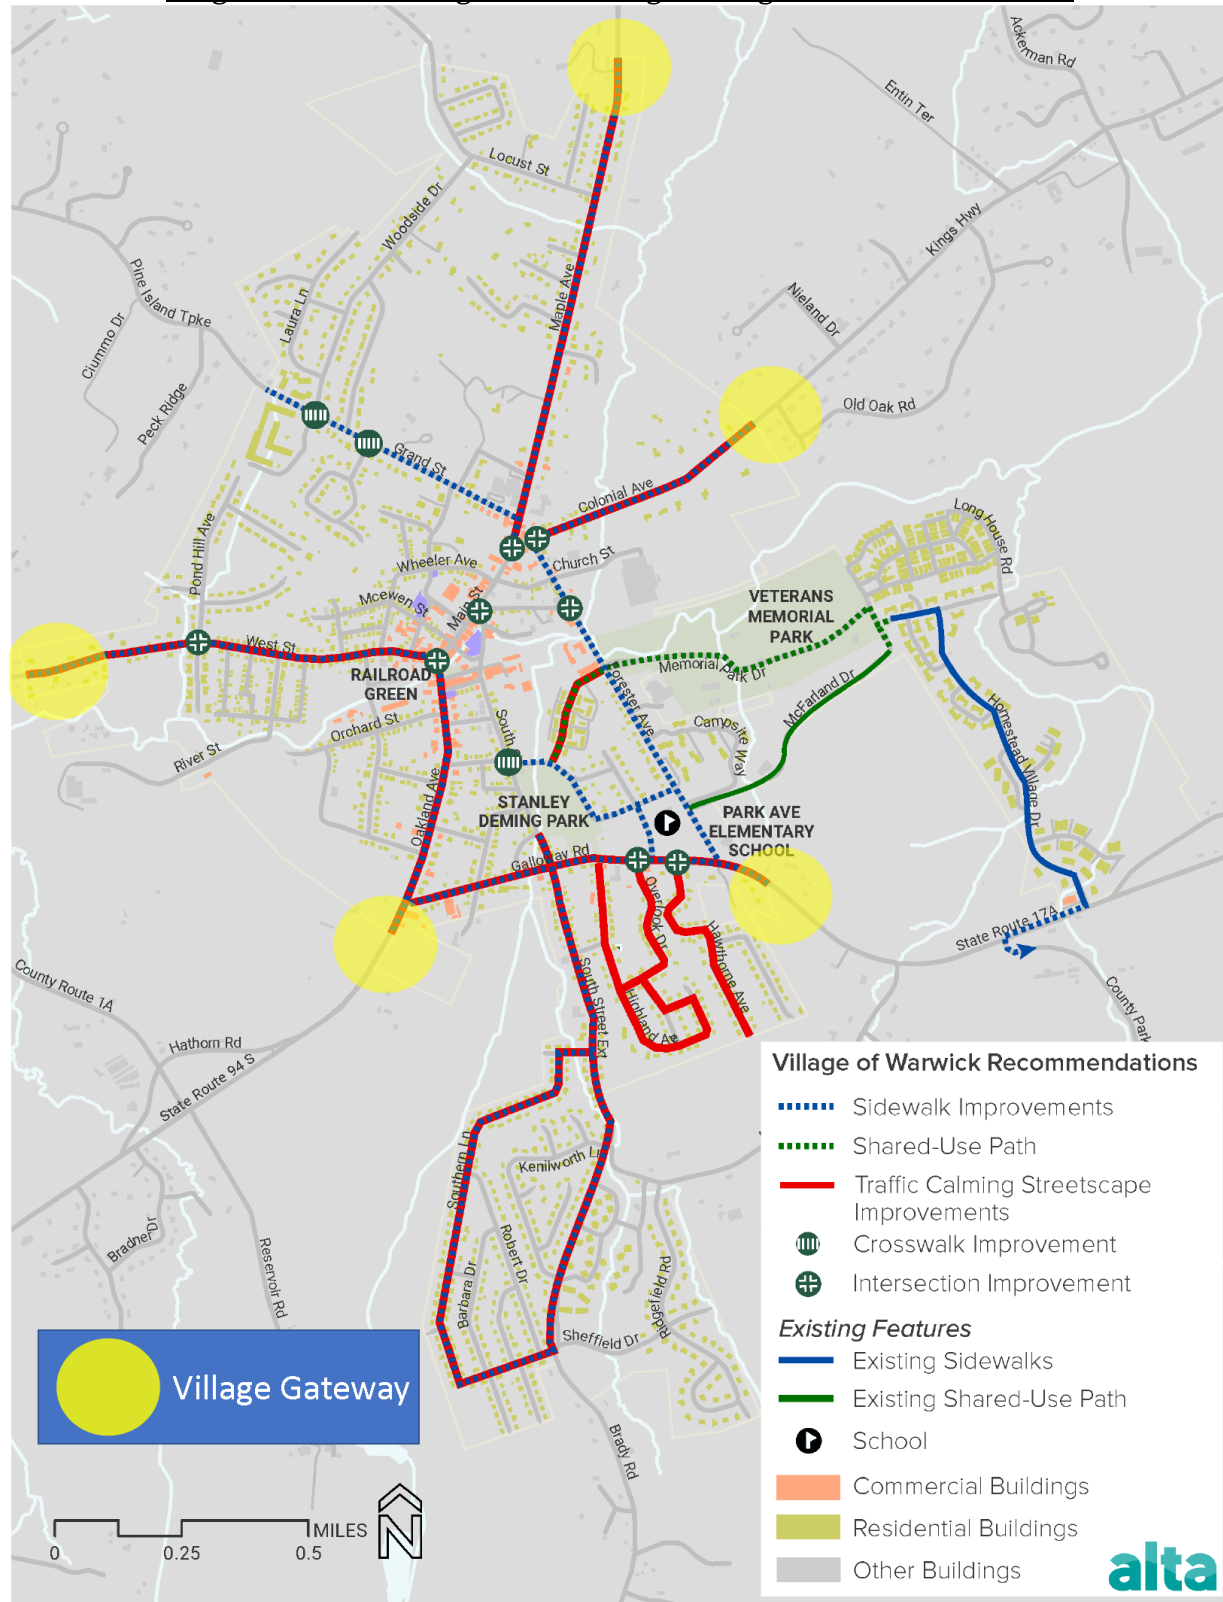 Ackerman Rd
Entin Ter
Locust St
Woodside Dr
Kings Hwy
Pine Island Tpke
Laura Ln
Maple Ave
Nieland Dr
Ciummo Dr
Peck Ridge
Old Oak Rd
Grand St
Colonial Ave
Long House Rd
Pond Hill Ave
Wheeler Ave
Church St
Mcewen St
Main St
VETERANS
MEMORIAL
PARK
West St
RAILROAD
GREEN
Memorial Park Dr
Forester Ave
McFarland Dr
Orchard St
South
Campsite Way
Homestead Village Dr
River St
Oakland Ave
STANLEY
DEMING PARK
PARK AVE
ELEMENTARY
SCHOOL
Galloway Rd
Overlook Dr
Hawthorne Ave
State Route 17A
County Route 1A
South Street Ext
Highland Ave
County Park
Hathorn Rd
State Route 94 S
Southern Ln
Kenilworth Ln
Bradner Dr
Reservoir Rd
Robert Dr
Barbara Dr
Ridgefield Rd
Sheffield Dr
Brady Rd
Village of Warwick Recommendations
Sidewalk Improvements
Shared-Use Path
Traffic Calming Streetscape
Improvements
Crosswalk Improvement
Intersection Improvement
Existing Features
Existing Sidewalks
Existing Shared-Use Path
School
Commercial Buildings
Residential Buildings
Other Buildings
Village Gateway
MILES
0 0.25 0.5
N
alta